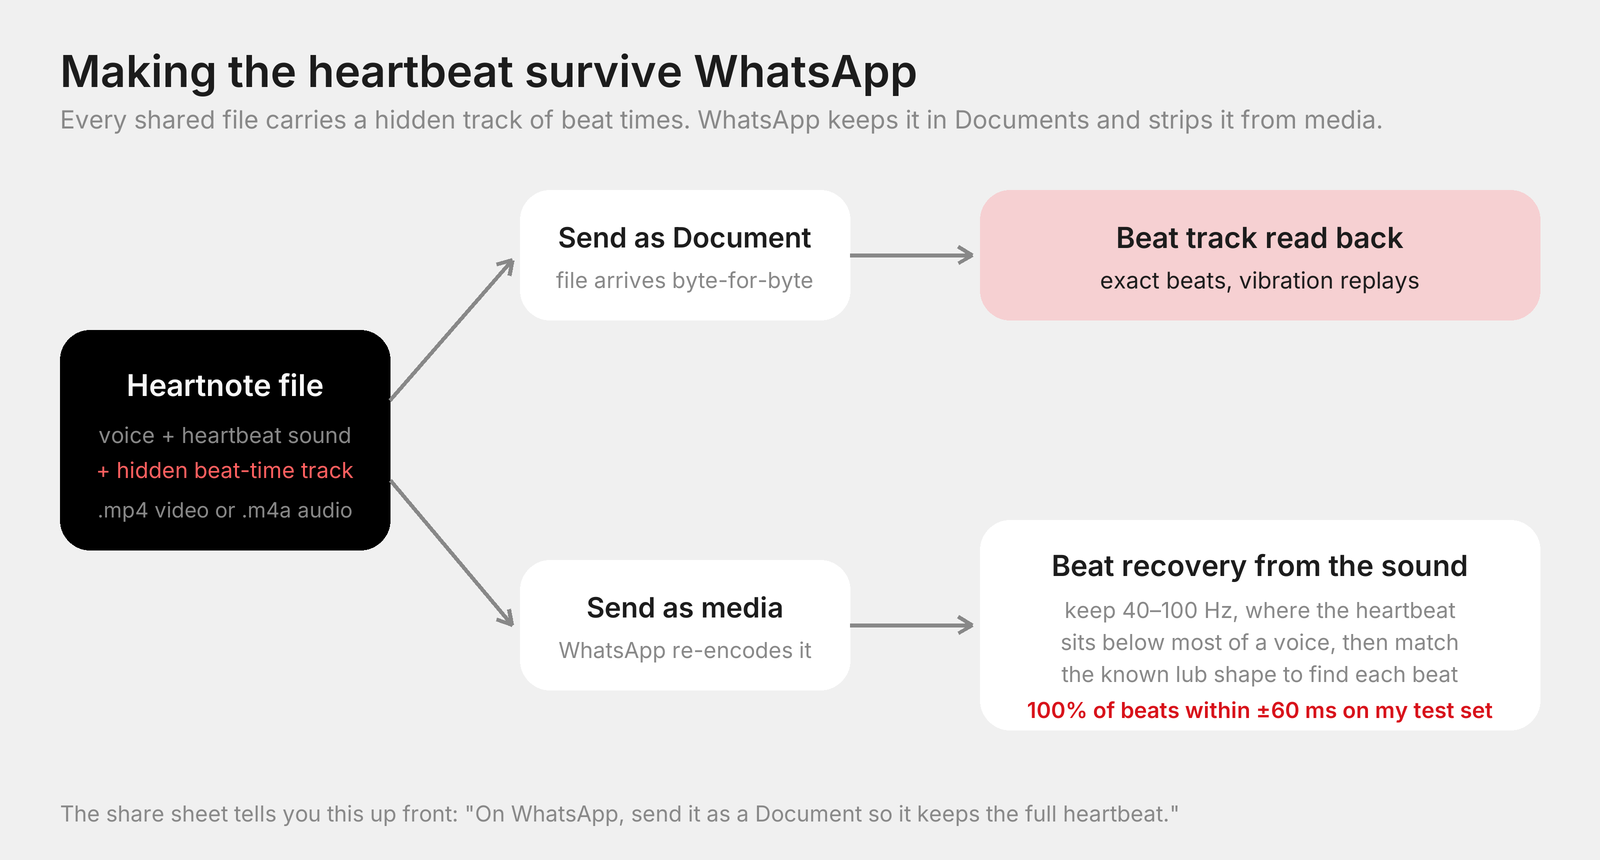 Making the heartbeat survive WhatsApp
Every shared file carries a hidden track of beat times. WhatsApp keeps it in Documents and strips it from media.
Heartnote file
voice + heartbeat sound
+ hidden beat-time track
.mp4 video or .m4a audio
Send as Document
file arrives byte-for-byte
Beat track read back
exact beats, vibration replays
Send as media
WhatsApp re-encodes it
Beat recovery from the sound
keep 40–100 Hz, where the heartbeat
sits below most of a voice, then match
the known lub shape to find each beat
100% of beats within ±60 ms on my test set
The share sheet tells you this up front: "On WhatsApp, send it as a Document so it keeps the full heartbeat."